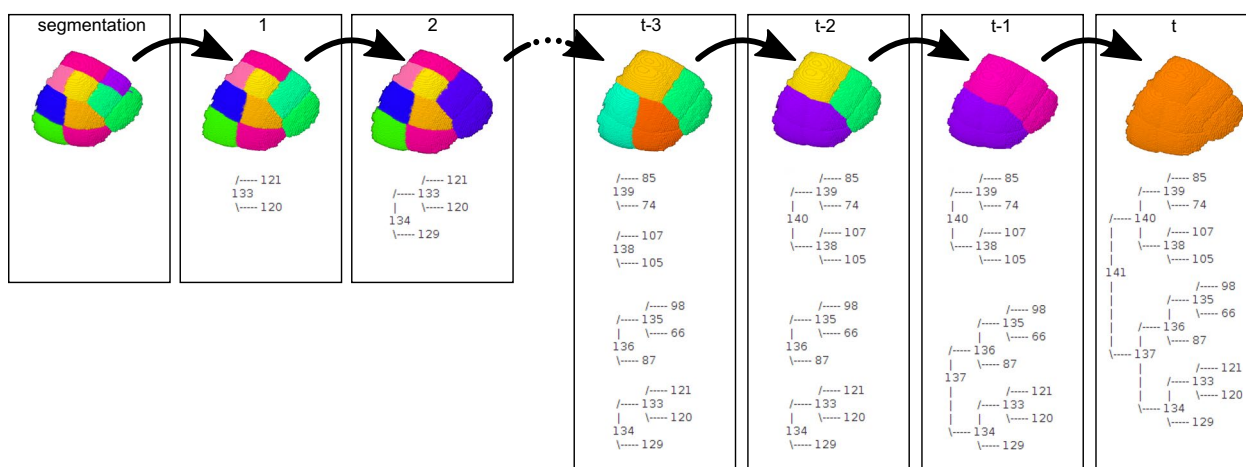 segmentation
1
/----- 121
133
\----- 120
2
/----- 121
/----- 133
|    \----- 120
134
\----- 129
t-3
/----- 85
139
\----- 74
/----- 107
138
\----- 105
/----- 98
/----- 135
|    \----- 66
136
\----- 87
/----- 121
/----- 133
|    \----- 120
134
\----- 129
t-2
/----- 85
/----- 139
|    \----- 74
140
|    /----- 107
\----- 138
\----- 105
/----- 98
/----- 135
|    \----- 66
136
\----- 87
/----- 121
/----- 133
|    \----- 120
134
\----- 129
t-1
/----- 85
/----- 139
|    \----- 74
140
|    /----- 107
\----- 138
\----- 105
/----- 98
/----- 135
|    \----- 66
/----- 136
|    \----- 87
137
|    /----- 121
|    /----- 133
|    |    \----- 120
\----- 134
\----- 129
t
/----- 85
/----- 139
|    \----- 74
/----- 140
|    |    /----- 107
|    \----- 138
|    \----- 105
141
|    /----- 98
|    /----- 135
|    |    \----- 66
|    /----- 136
|    |    \----- 87
\----- 137
|    /----- 121
|    /----- 133
|    |    \----- 120
\----- 134
\----- 129